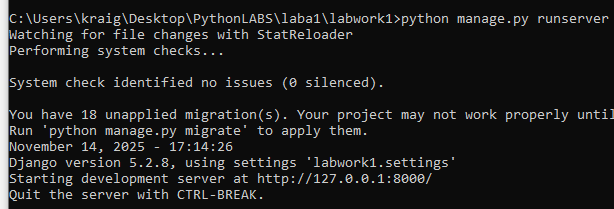 C:\Users\kraig\Desktop\PythonLABS\laba1\labwork1>python manage.py runserver
Watching for file changes with StatReloader
Performing system checks...
System check identified no issues (0 silenced).
You have 18 unapplied migration(s). Your project may not work properly until
Run 'python manage.py migrate' to apply them.
November 14, 2025 - 17:14:26
Django version 5.2.8, using settings 'labwork1.settings'
Starting development server at http://127.0.0.1:8000/
Quit the server with CTRL-BREAK.